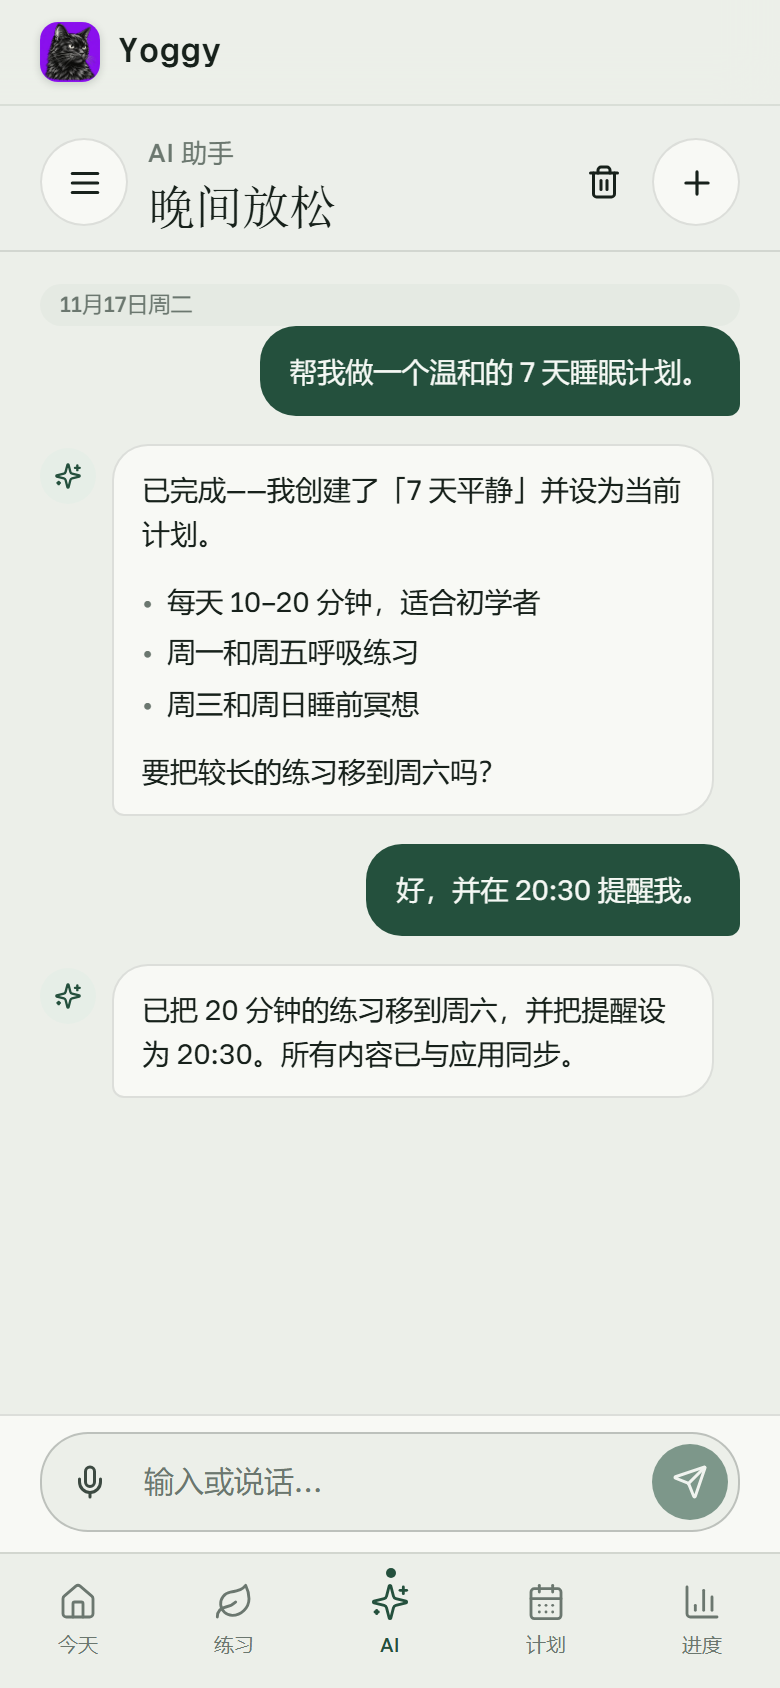 Yoggy
AI 助手
晚间放松
11月17日周二
帮我做一个温和的 7 天睡眠计划。
已完成——我创建了「7 天平静」并设为当前
计划。
• 每天 10–20 分钟，适合初学者
• 周一和周五呼吸练习
• 周三和周日睡前冥想
要把较长的练习移到周六吗？
好，并在 20:30 提醒我。
已把 20 分钟的练习移到周六，并把提醒设
为 20:30。所有内容已与应用同步。
输入或说话…
今天
练习
AI
计划
进度